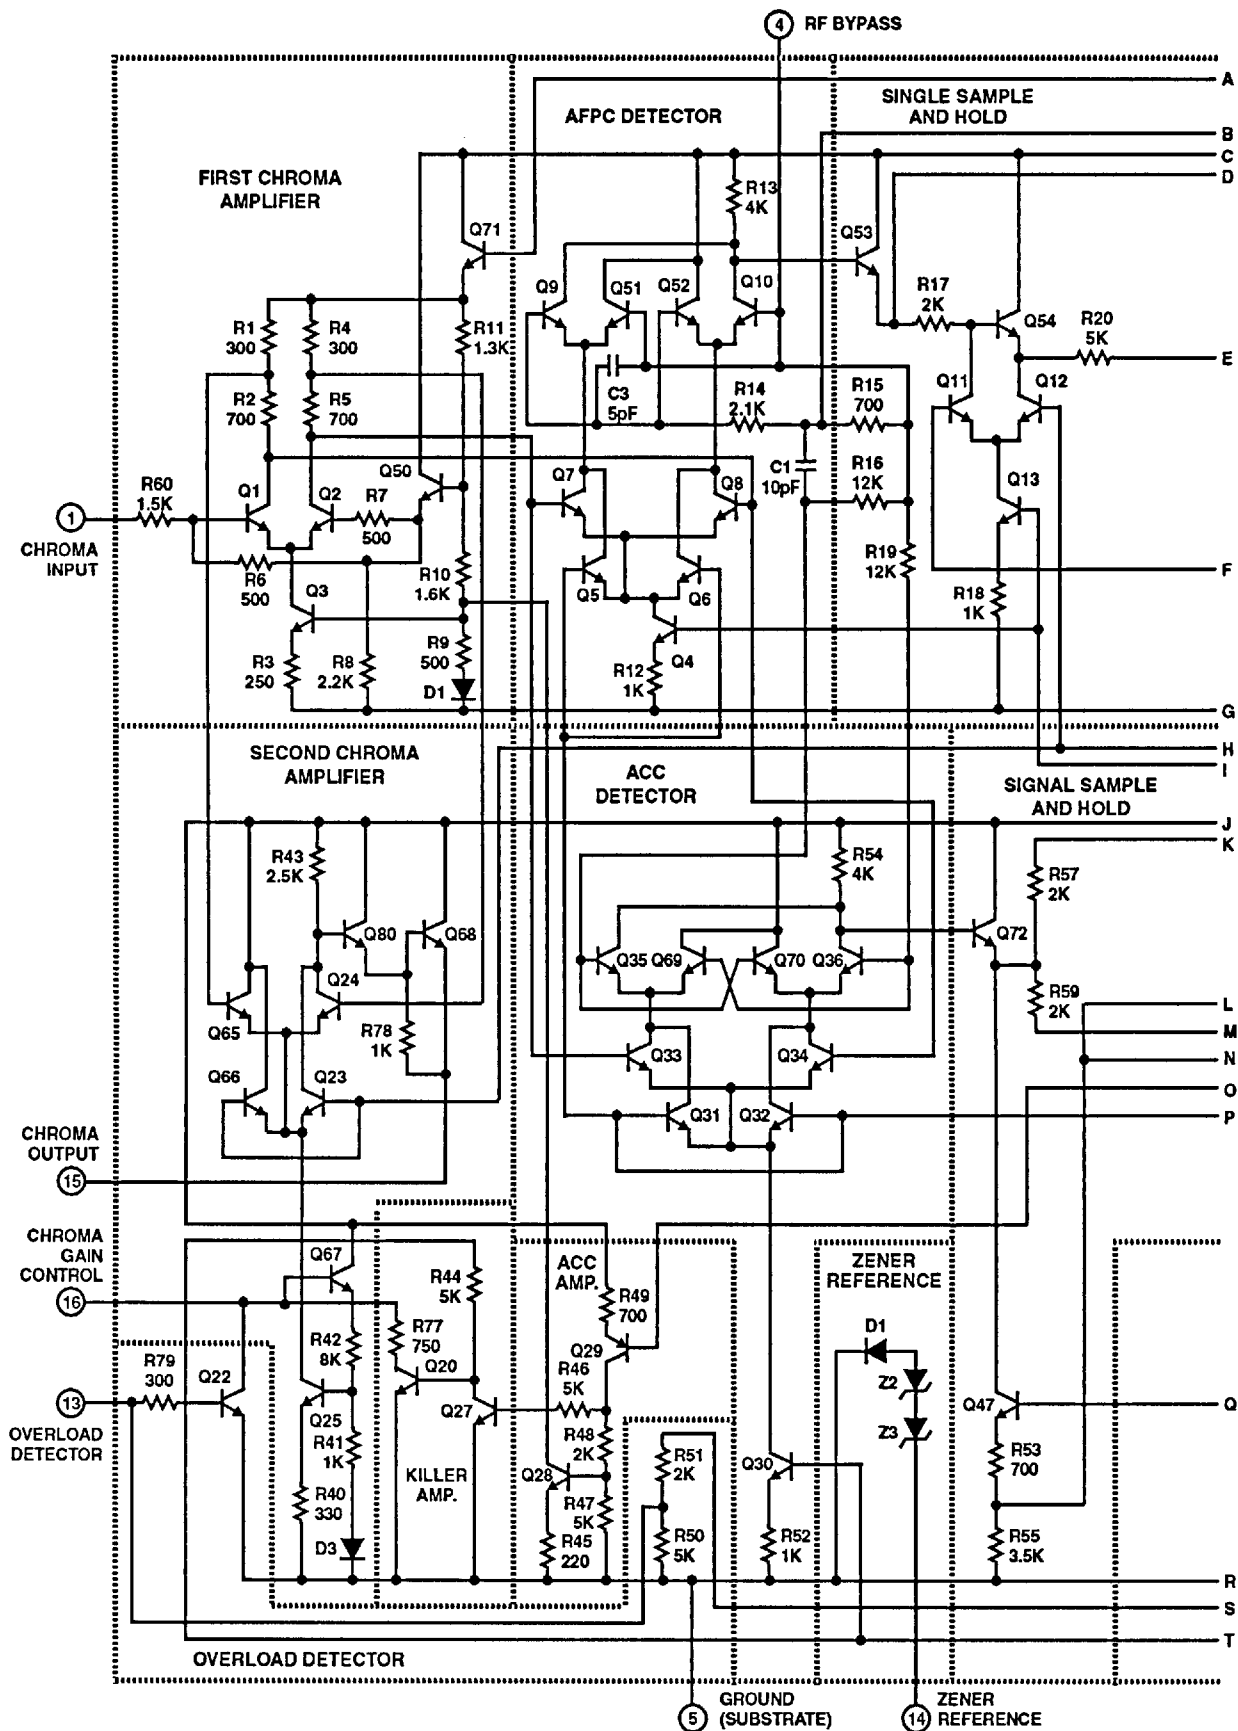 4 RF BYPASS
A
SINGLE SAMPLE
AND HOLD
AFPC DETECTOR
B
C
D
FIRST CHROMA
AMPLIFIER
R13
4K
Q71
Q53
R17
2K
Q9
Q51
Q52
Q10
Q54
R20
5K
R1
300
R4
300
R11
1.3K
E
R2
700
R5
700
C3
5pF
R14
2.1K
R15
700
Q11
Q12
R60
1.5K
Q1
Q2
R7
500
Q50
Q7
Q8
C1
10pF
R16
12K
Q13
1
CHROMA
INPUT
R6
500
Q3
R10
1.6K
Q5
Q6
R19
12K
F
R18
1K
R3
250
R8
2.2K
R9
500
D1
R12
1K
Q4
G
SECOND CHROMA
AMPLIFIER
ACC
DETECTOR
H
I
SIGNAL SAMPLE
AND HOLD
J
K
R43
2.5K
R54
4K
R57
2K
Q80
Q68
Q72
Q35
Q69
Q70
Q36
Q24
Q65
R78
1K
R59
2K
L
M
Q33
Q34
N
Q66
Q23
O
Q31
Q32
P
CHROMA
OUTPUT
15
CHROMA
GAIN
CONTROL
16
Q67
R44
5K
ACC
AMP.
R49
700
ZENER
REFERENCE
D1
R42
8K
R77
750
Q29
R79
300
Q22
Q20
R46
5K
Z2
13
OVERLOAD
DETECTOR
Q25
Q27
Z3
Q47
Q
R41
1K
KILLER
AMP.
R48
2K
Q28
R51
2K
Q30
R53
700
R40
330
R47
5K
D3
R45
220
R50
5K
R52
1K
R55
3.5K
R
S
T
OVERLOAD DETECTOR
5
GROUND
(SUBSTRATE)
14
ZENER
REFERENCE